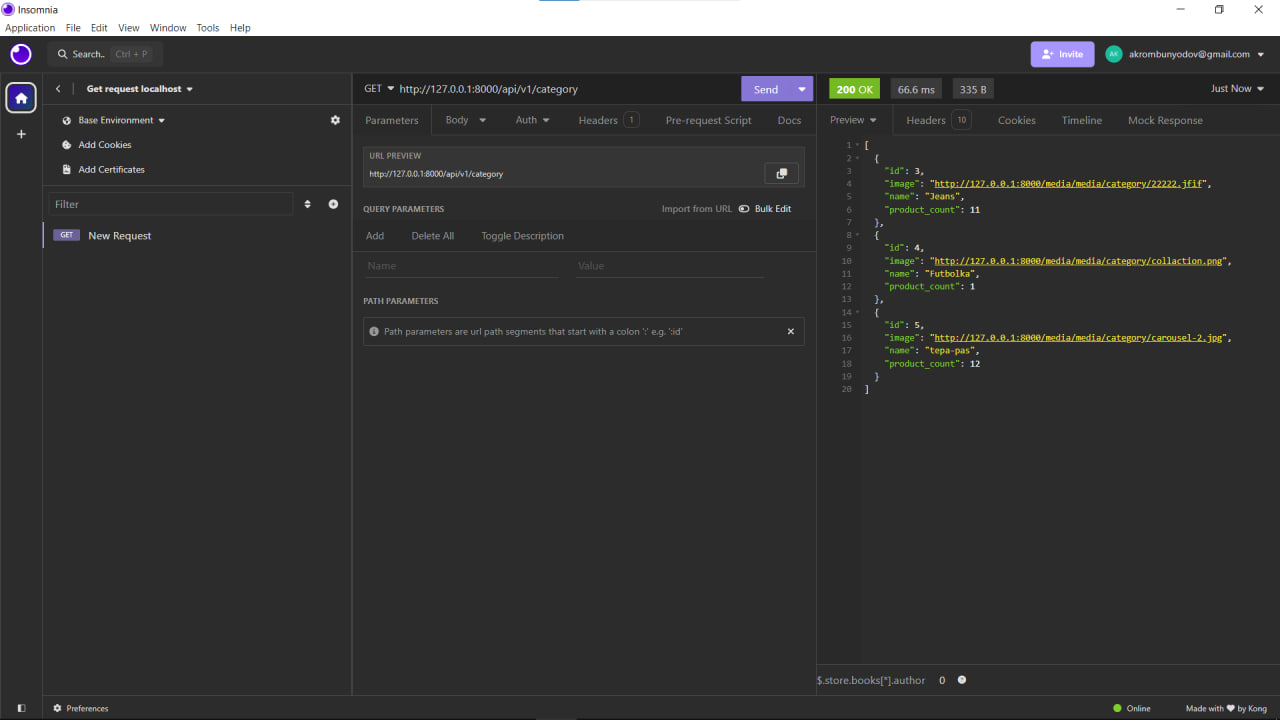 Insomnia
Application File Edit View Window Tools Help
Search.. Ctrl + P
Invite
AK akrombunyodov@gmail.com
Get request localhost
GET http://127.0.0.1:8000/api/v1/category
Send
200 OK 66.6 ms 335 B
Just Now
Base Environment
Add Cookies
Add Certificates
Filter
GET New Request
Parameters Body Auth Headers 1 Pre-request Script Docs
URL PREVIEW
http://127.0.0.1:8000/api/v1/category
QUERY PARAMETERS Import from URL Bulk Edit
Add Delete All Toggle Description
Name Value
PATH PARAMETERS
Path parameters are url path segments that start with a colon ':' e.g. ':id'
Preview Headers 10 Cookies Timeline Mock Response
1 [
2 {
3 "id": 3,
4 "image": "http://127.0.0.1:8000/media/media/category/22222.jfif",
5 "name": "Jeans",
6 "product_count": 11
7 },
8 {
9 "id": 4,
10 "image": "http://127.0.0.1:8000/media/media/category/collaction.png",
11 "name": "Futbolka",
12 "product_count": 1
13 },
14 {
15 "id": 5,
16 "image": "http://127.0.0.1:8000/media/media/category/carousel-2.jpg",
17 "name": "tepa-pas",
18 "product_count": 12
19 }
20 ]
$.store.books[*].author 0
Preferences
Online
Made with ♥ by Kong